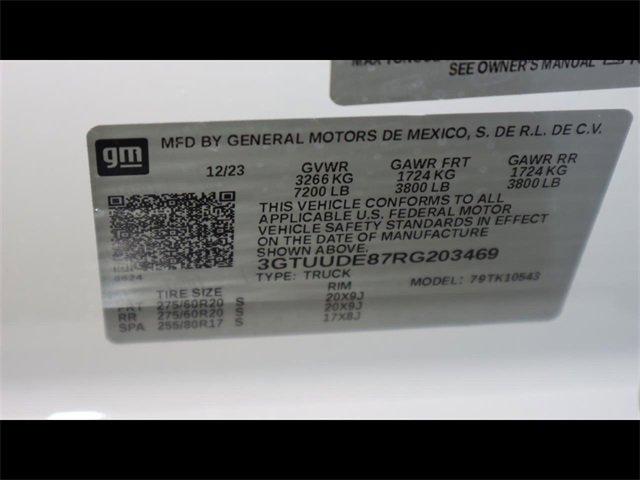 MAX TONGUE
SEE OWNER'S MANUAL
gm
MFD BY GENERAL MOTORS DE MEXICO, S. DE R.L. DE C.V.
12/23 GVWR GAWR FRT GAWR RR
3266 KG 1724 KG 1724 KG
7200 LB 3800 LB 3800 LB
THIS VEHICLE CONFORMS TO ALL
APPLICABLE U.S. FEDERAL MOTOR
VEHICLE SAFETY STANDARDS IN EFFECT
ON THE DATE OF MANUFACTURE
SHOWN ABOVE.
3GTUUDE87RG203469
TYPE: TRUCK MODEL: 79TK10543
TIRE SIZE RIM
FRT 275/60R20 S 20X9J
RR 275/60R20 S 20X9J
SPA 255/80R17 S 17X8J